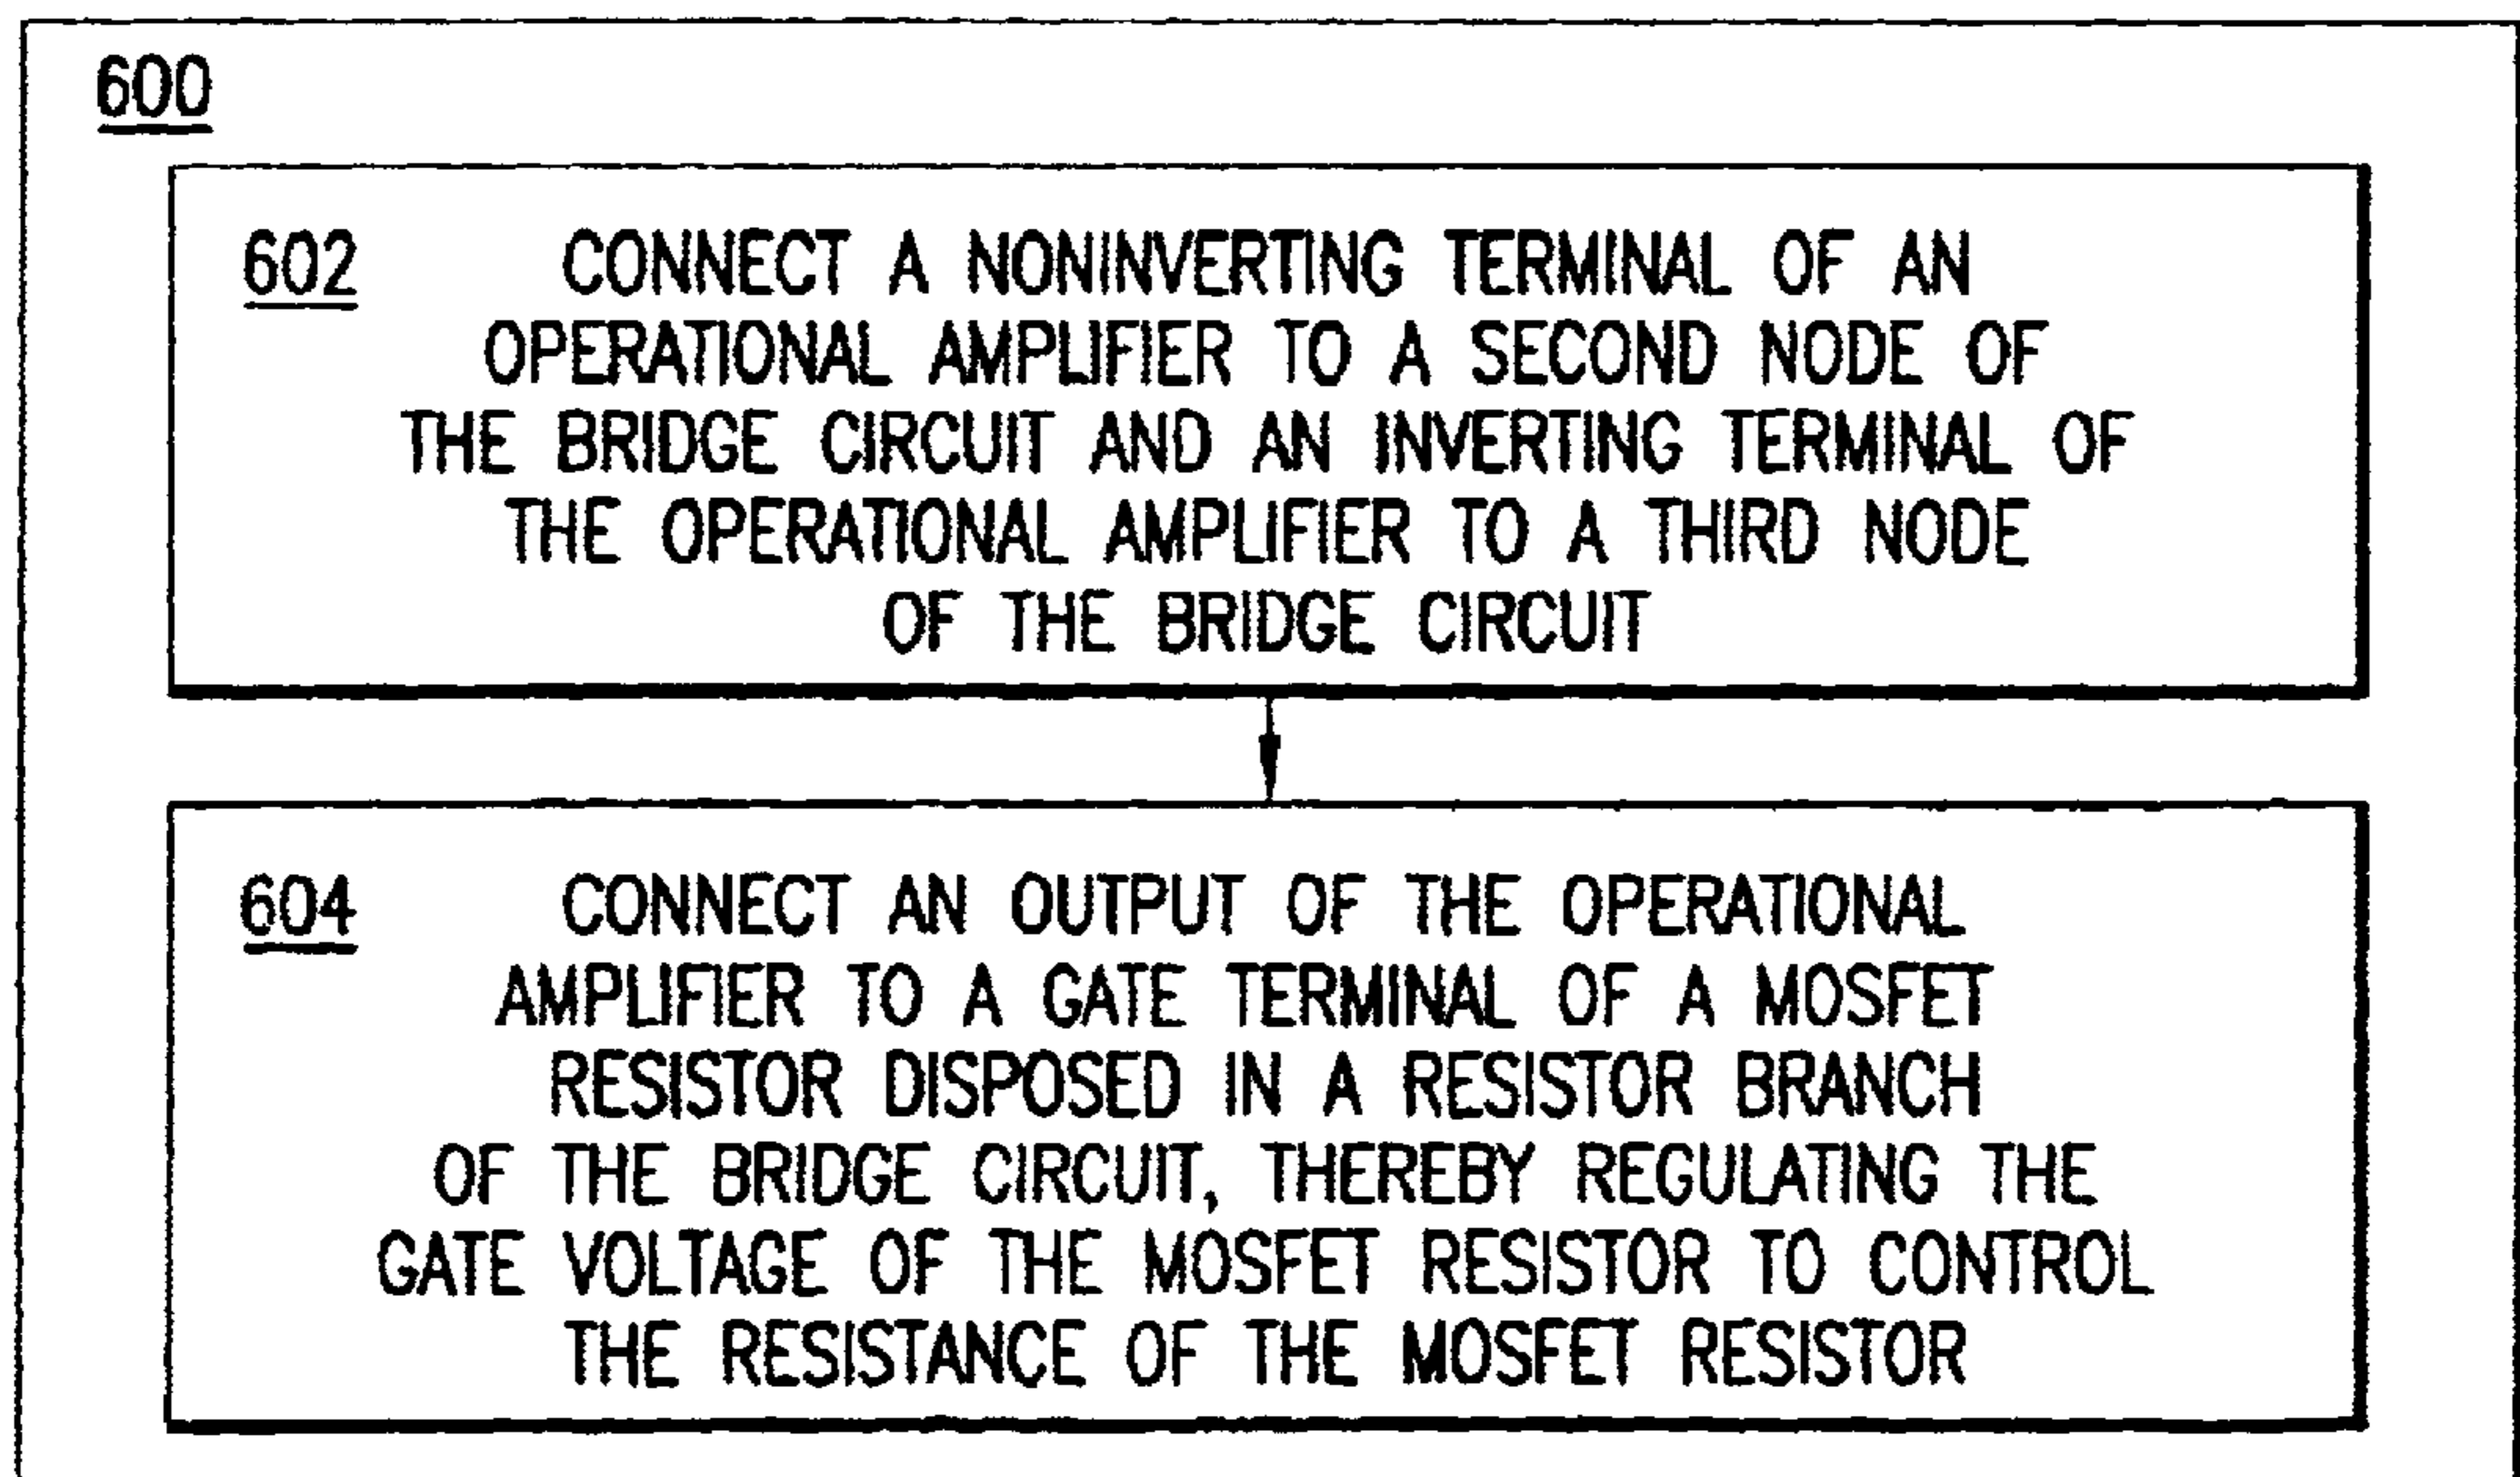 600
602 CONNECT A NONINVERTING TERMINAL OF AN
OPERATIONAL AMPLIFIER TO A SECOND NODE OF
THE BRIDGE CIRCUIT AND AN INVERTING TERMINAL OF
THE OPERATIONAL AMPLIFIER TO A THIRD NODE
OF THE BRIDGE CIRCUIT
604 CONNECT AN OUTPUT OF THE OPERATIONAL
AMPLIFIER TO A GATE TERMINAL OF A MOSFET
RESISTOR DISPOSED IN A RESISTOR BRANCH
OF THE BRIDGE CIRCUIT, THEREBY REGULATING THE
GATE VOLTAGE OF THE MOSFET RESISTOR TO CONTROL
THE RESISTANCE OF THE MOSFET RESISTOR